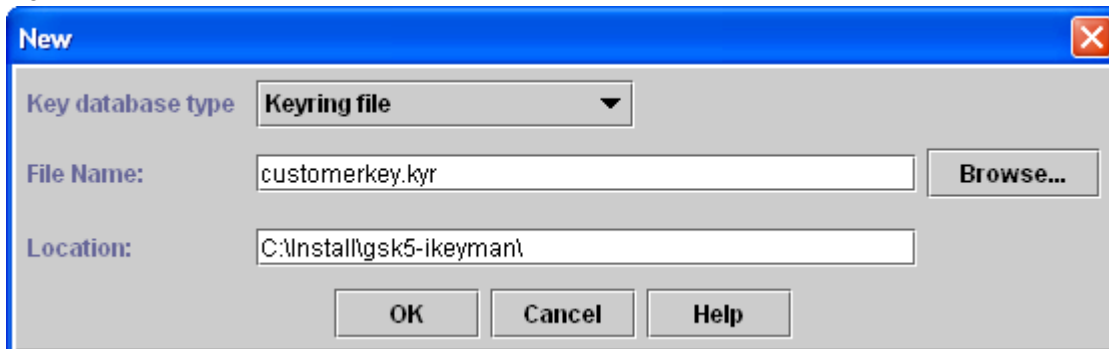 New
Key database type Keyring file
File Name: customerkey.kyr Browse...
Location: C:\Install\gsk5-ikeyman\
OK Cancel Help